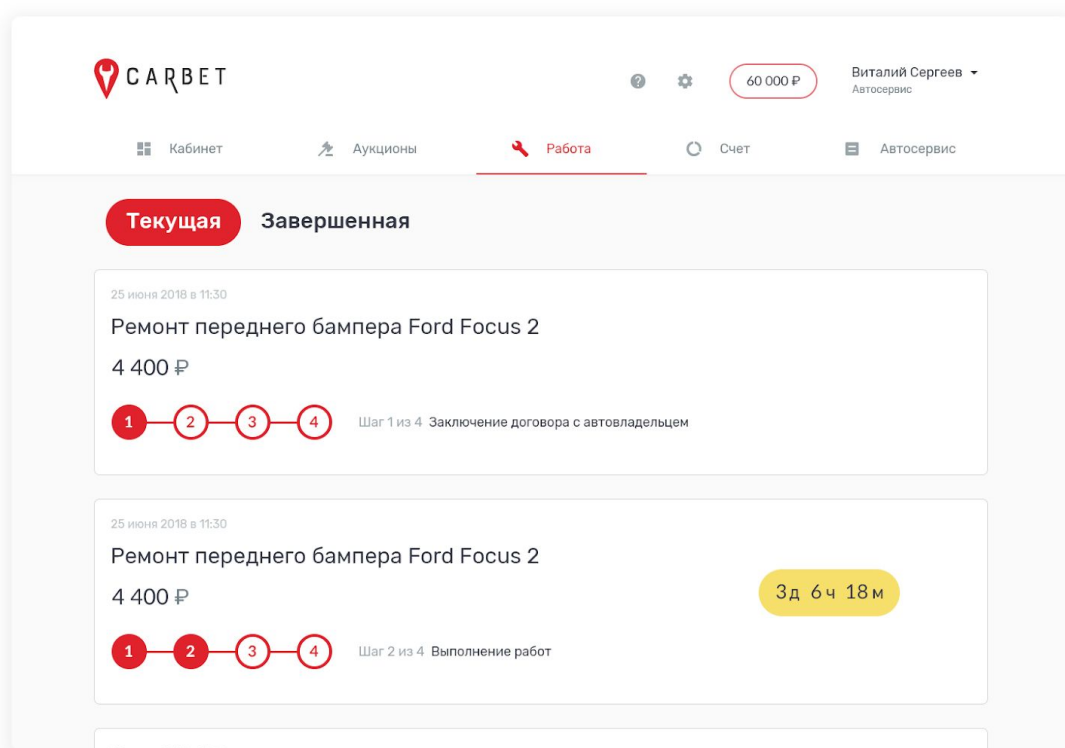 CARBET
60 000 ₽
Виталий Сергеев
Автосервис
Кабинет
Аукционы
Работа
Счет
Автосервис
Текущая
Завершенная
25 июня 2018 в 11:30
Ремонт переднего бампера Ford Focus 2
4 400 ₽
1 2 3 4 Шаг 1 из 4 Заключение договора с автовладельцем
25 июня 2018 в 11:30
Ремонт переднего бампера Ford Focus 2
4 400 ₽
3 д 6 ч 18 м
1 2 3 4 Шаг 2 из 4 Выполнение работ